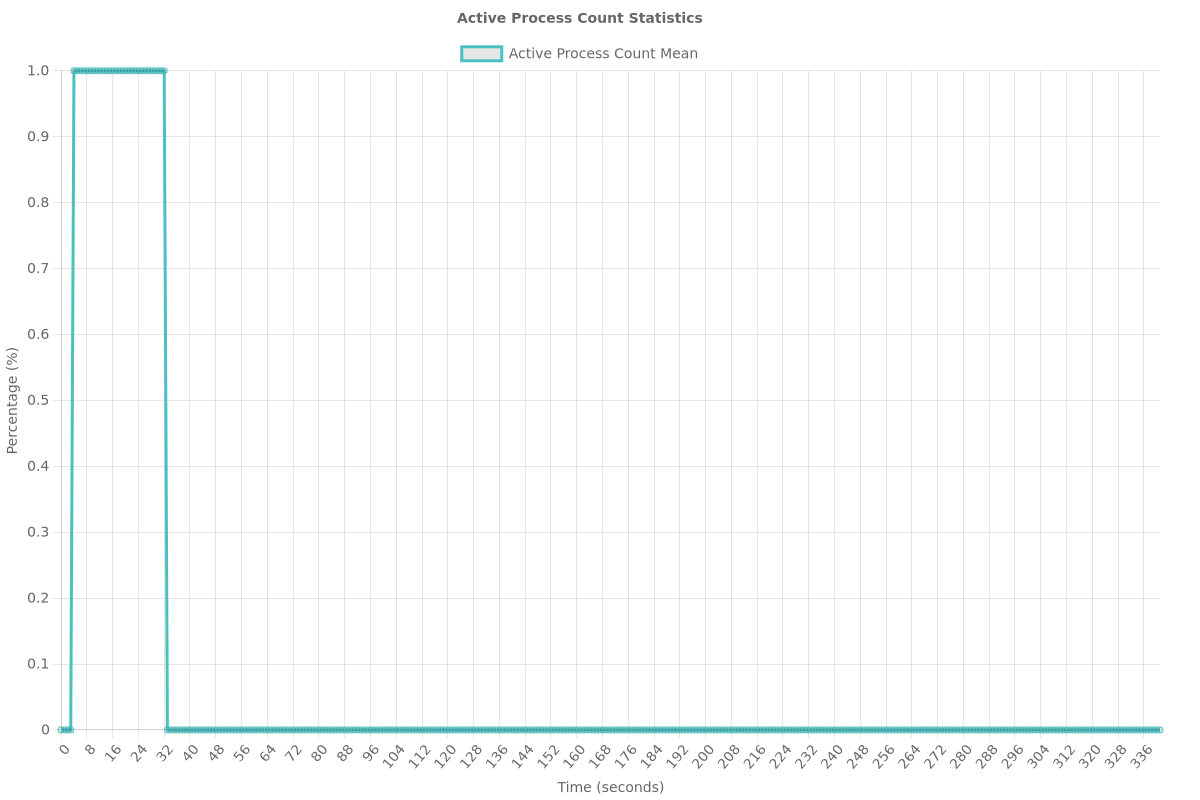 Active Process Count Statistics
Active Process Count Mean
1.0
0.9
0.8
0.7
0.6
0.5
0.4
0.3
0.2
0.1
0
Percentage (%)
0 8 16 24 32 40 48 56 64 72 80 88 96 104 112 120 128 136 144 152 160 168 176 184 192 200 208 216 224 232 240 248 256 264 272 280 288 296 304 312 320 328 336
Time (seconds)